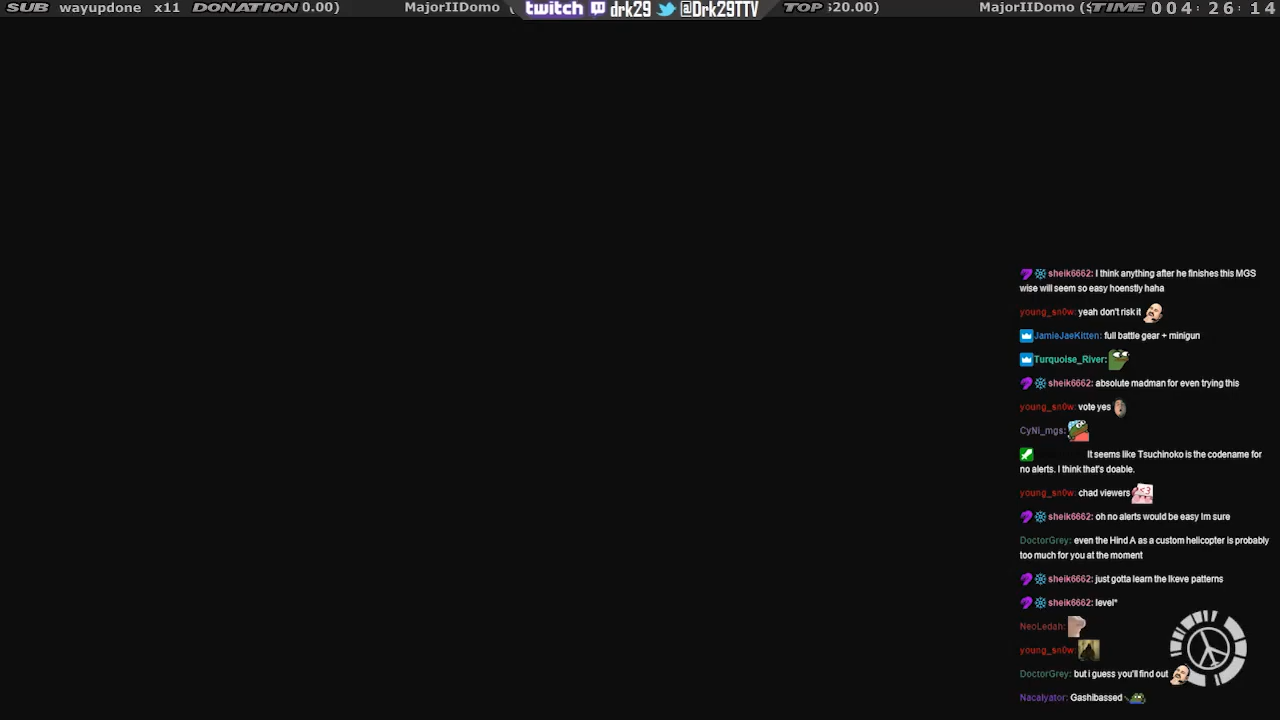 SUB wayupdone x11 DONATION 0.00) MajorIIDomo ( twitch drk29 @Drk29TTV TOP $20.00) MajorIIDomo ($ TIME 004:26:14
sheik6662: I think anything after he finishes this MGS
wise will seem so easy hoenstly haha
young_sn0w: yeah don't risk it
JamieJaeKitten: full battle gear + minigun
Turquoise_River:
sheik6662: absolute madman for even trying this
young_sn0w: vote yes
CyNi_mgs:
It seems like Tsuchinoko is the codename for
no alerts. I think that's doable.
young_sn0w: chad viewers
sheik6662: oh no alerts would be easy Im sure
DoctorGrey: even the Hind A as a custom helicopter is probably
too much for you at the moment
sheik6662: just gotta learn the lkeve patterns
sheik6662: level*
NeoLedah:
young_sn0w:
DoctorGrey: but i guess you'll find out
Nacalyator: Gashibassed